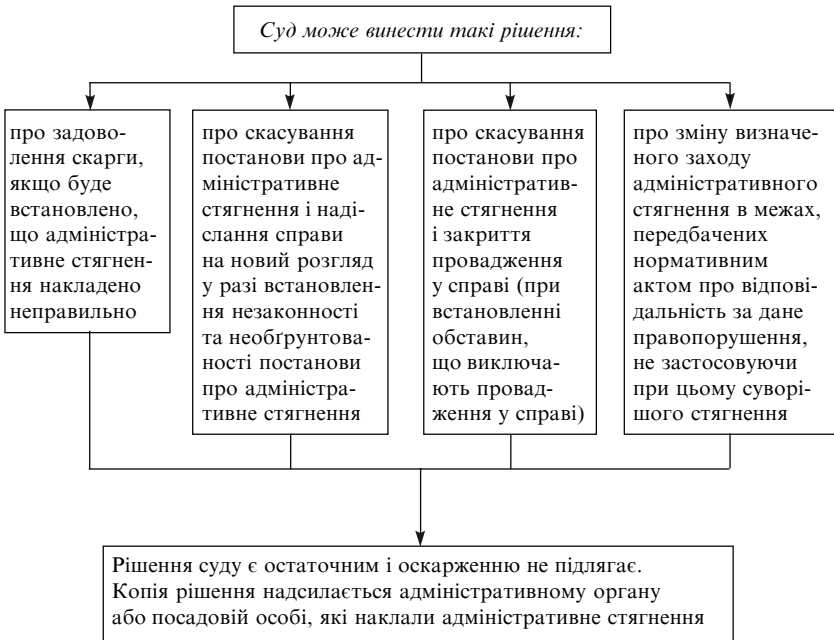 Суд може винести такі рішення:
про задово-
лення скарги,
якщо буде
встановлено,
що адміністра-
тивне стягнен-
ня накладено
неправильно
про скасування
постанови про ад-
міністративне
стягнення і наді-
слання справи
на новий розгляд
у разі встановлен-
ня незаконності
та необґрунтова-
ності постанови
про адміністра-
тивне стягнення
про скасування
постанови про
адміністратив-
не стягнення
і закриття
провадження
у справі (при
встановленні
обставин,
що виключа-
ють провад-
ження у справі)
про зміну визначе-
ного заходу
адміністративного
стягнення в межах,
передбачених
нормативним
актом про відпові-
дальність за дане
правопорушення,
не застосовуючи
при цьому сувορі-
шого стягнення
Рішення суду є остаточним і оскарженню не підлягає.
Копія рішення надсилається адміністративному органу
або посадовій особі, які наклали адміністративне стягнення